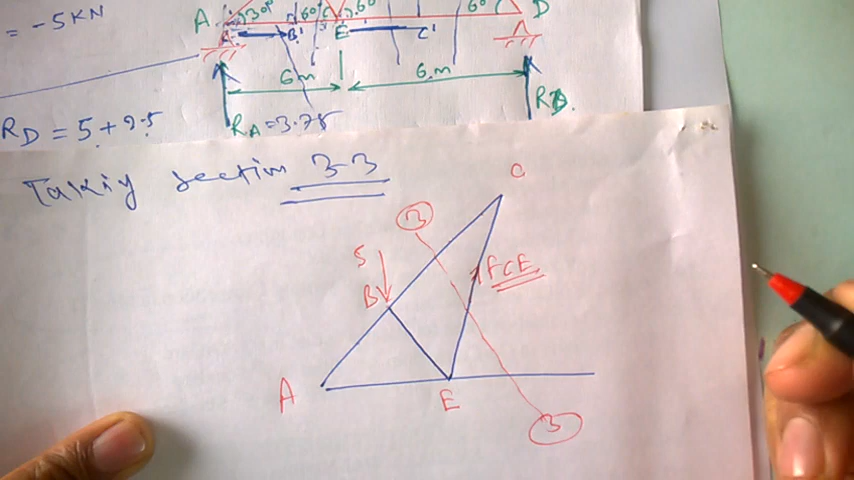 = -5KN
A 30° 60° 60° 60° D
B' E C'
6m 6m
RD = 5 + 9.5
RA = 3.75
RD
Taking section 3-3
C
3
5
FCE
B
A
E
3